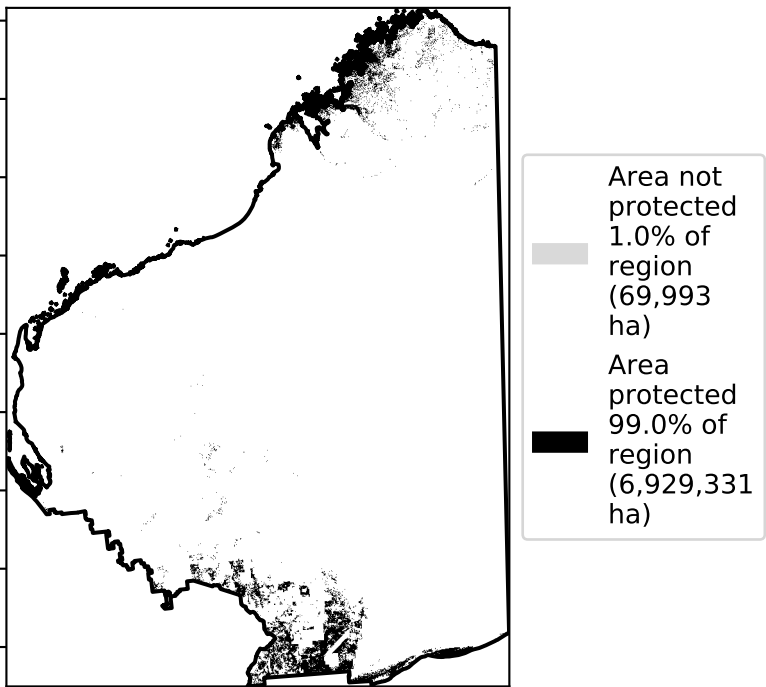 Area not
protected
1.0% of
region
(69,993
ha)
Area
protected
99.0% of
region
(6,929,331
ha)